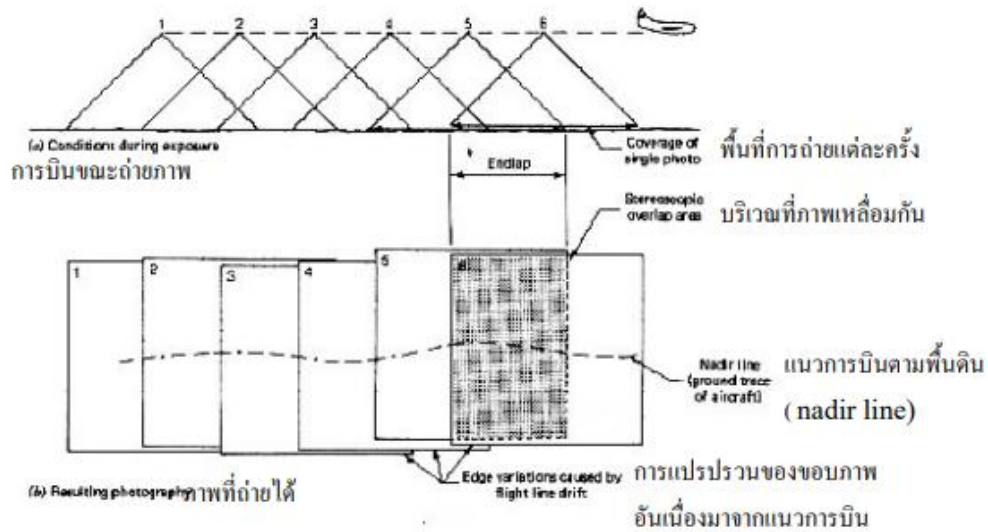 1 2 3 4 5 6
(a) Conditions during exposure
การบินขณะถ่ายภาพ
Coverage of
single photo
พื้นที่การถ่ายแต่ละครั้ง
Endlap
Stereoscopic
overlap area
บริเวณที่ภาพเหลื่อมกัน
1 2 3 4 5 6
Nadir line
(ground trace
of aircraft)
แนวการบินตามพื้นดิน
( nadir line)
Edge variations caused by
flight line drift
การแปรปรวนของขอบภาพ
อันเนื่องมาจากแนวการบิน
(b) Resulting photography
ภาพที่ถ่ายได้